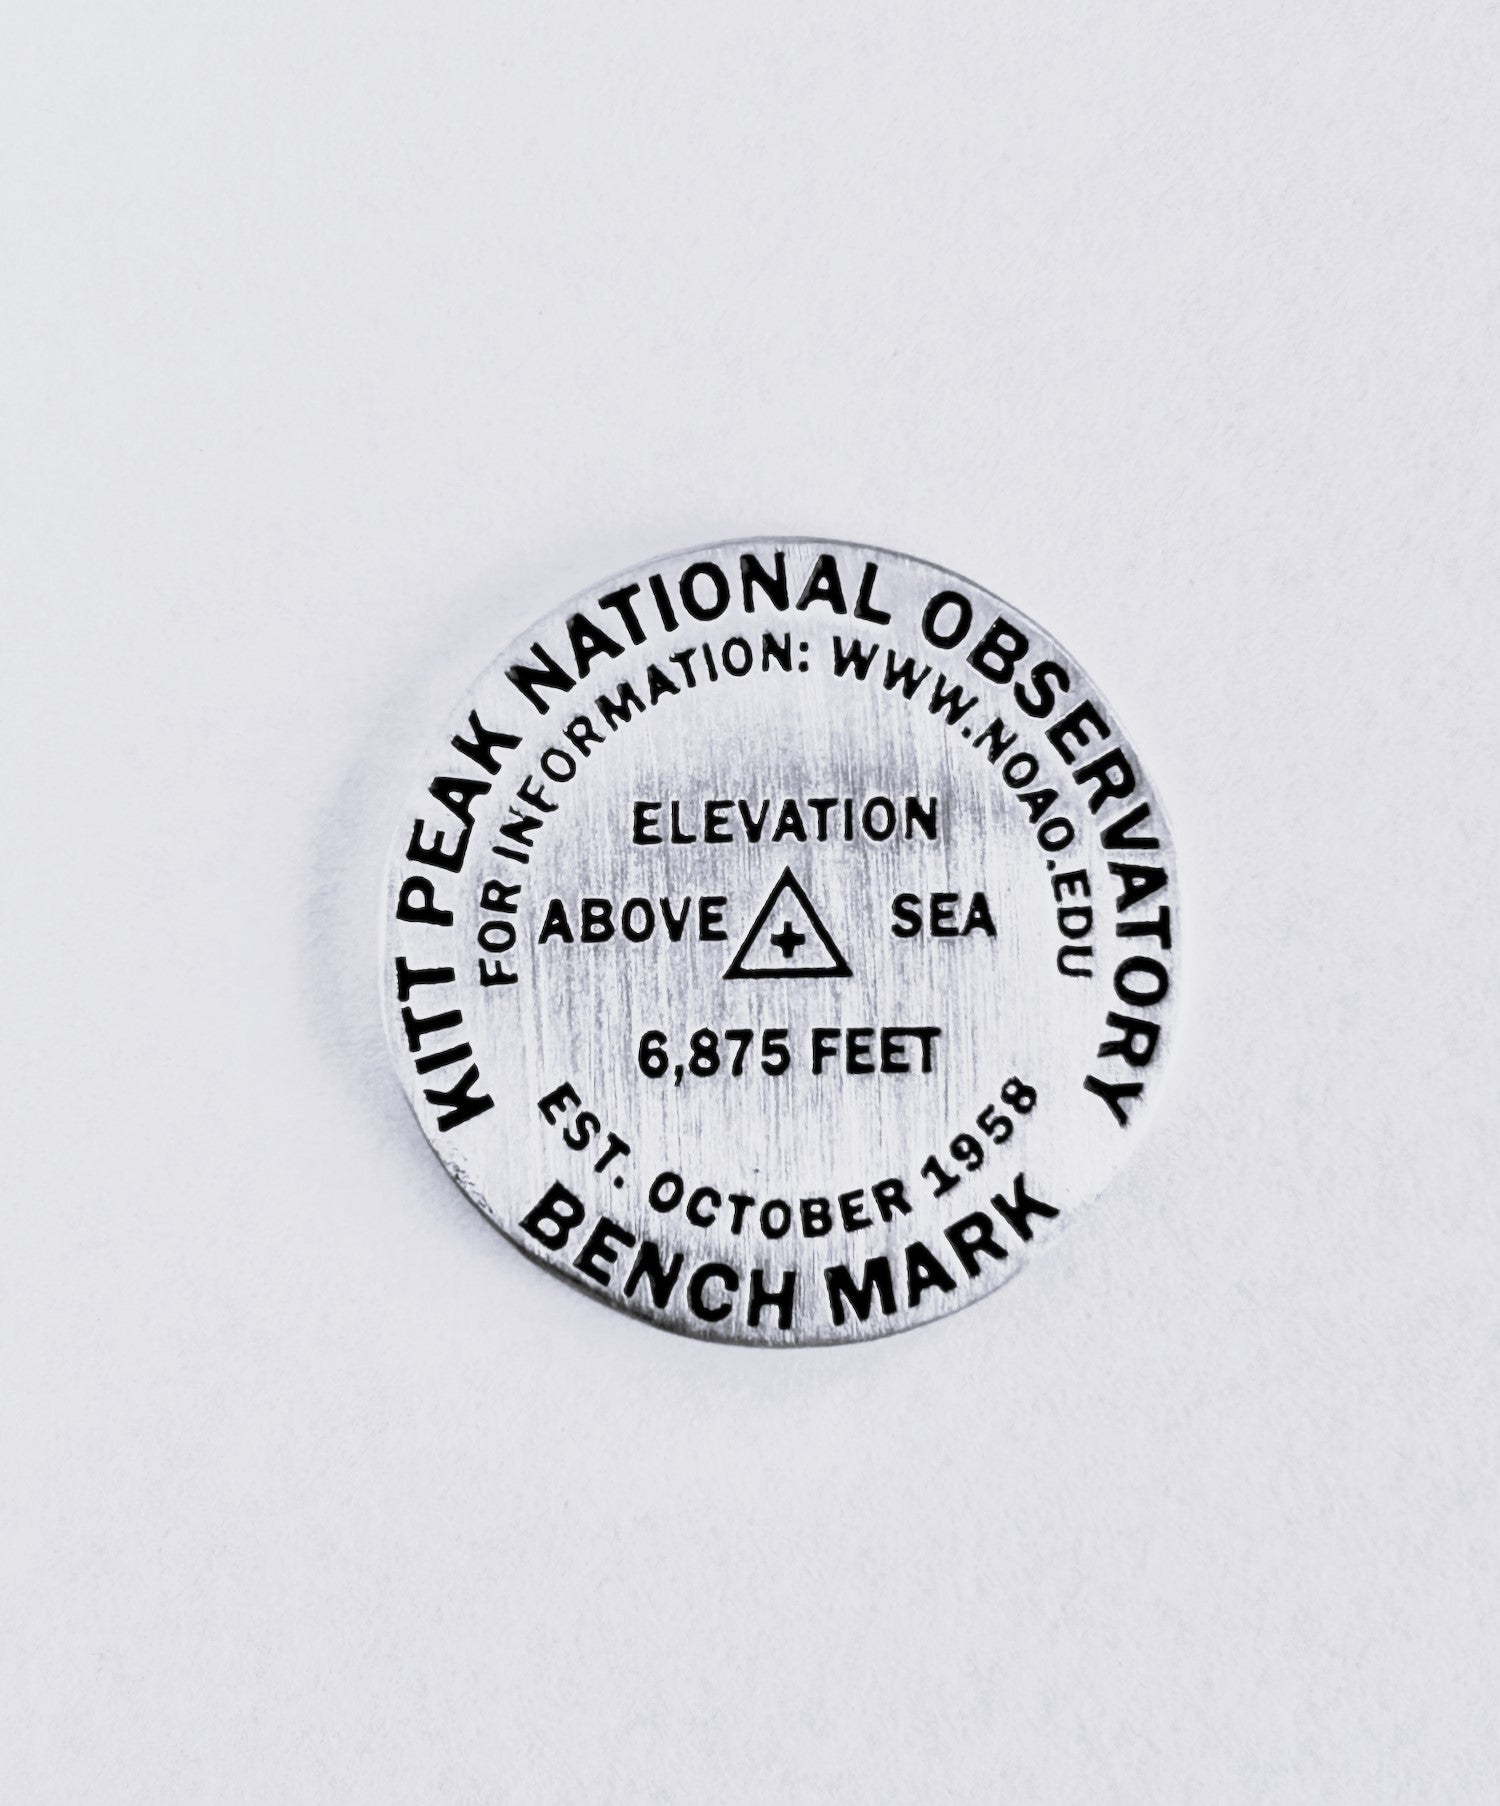 KITT PEAK NATIONAL OBSERVATORY
FOR INFORMATION: WWW.NOAO.EDU
ELEVATION
ABOVE SEA
6,875 FEET
EST. OCTOBER 1958
BENCH MARK